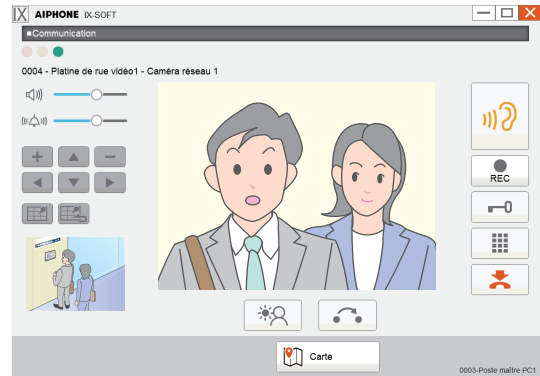 AIPHONE IX-SOFT
■Communication
0004 - Platine de rue vidéo1 - Caméra réseau 1
REC
Carte
0003-Poste maître PC1